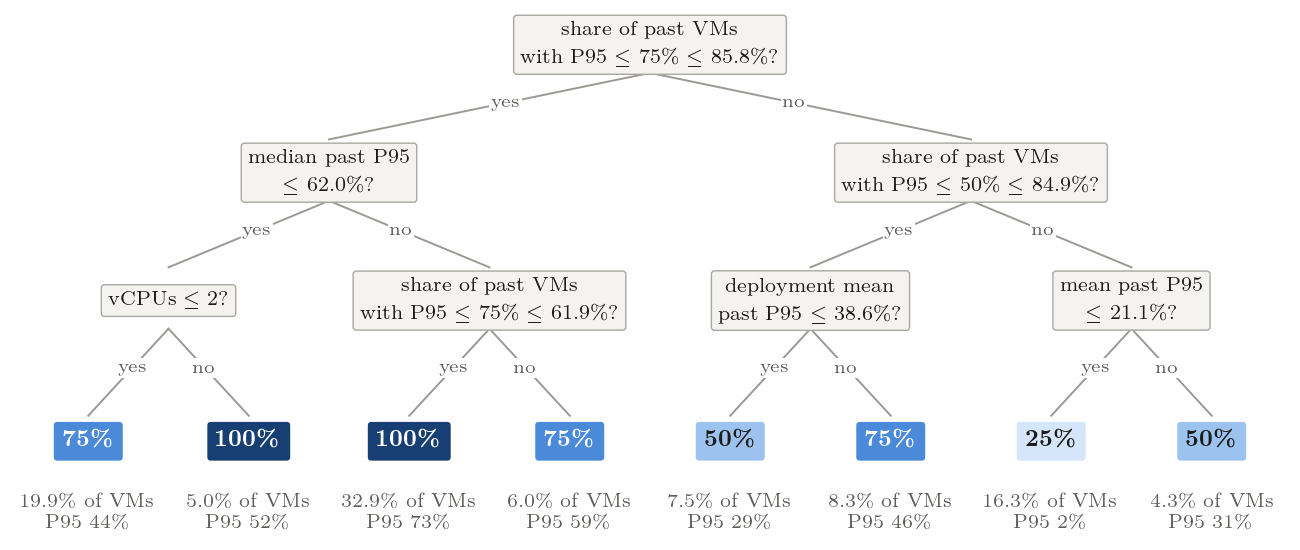 share of past VMs
with P95 ≤ 75% ≤ 85.8%?
yes
no
median past P95
≤ 62.0%?
share of past VMs
with P95 ≤ 50% ≤ 84.9%?
yes
no
yes
no
vCPUs ≤ 2?
share of past VMs
with P95 ≤ 75% ≤ 61.9%?
deployment mean
past P95 ≤ 38.6%?
mean past P95
≤ 21.1%?
yes
no
yes
no
yes
no
yes
no
75%
100%
100%
75%
50%
75%
25%
50%
19.9% of VMs
P95 44%
5.0% of VMs
P95 52%
32.9% of VMs
P95 73%
6.0% of VMs
P95 59%
7.5% of VMs
P95 29%
8.3% of VMs
P95 46%
16.3% of VMs
P95 2%
4.3% of VMs
P95 31%